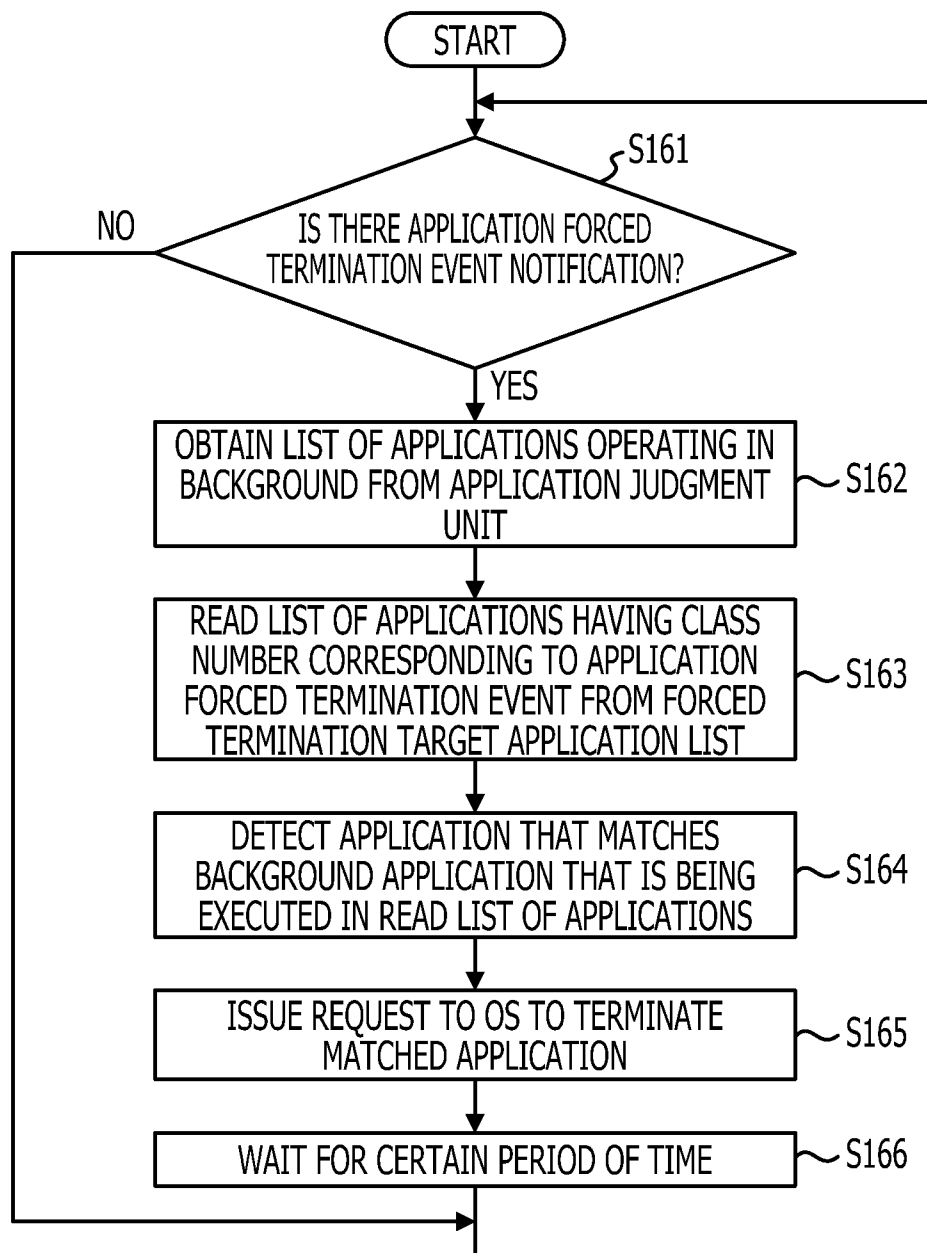 START
S161
IS THERE APPLICATION FORCED
TERMINATION EVENT NOTIFICATION?
NO
YES
OBTAIN LIST OF APPLICATIONS OPERATING IN
BACKGROUND FROM APPLICATION JUDGMENT
UNIT
S162
READ LIST OF APPLICATIONS HAVING CLASS
NUMBER CORRESPONDING TO APPLICATION
FORCED TERMINATION EVENT FROM FORCED
TERMINATION TARGET APPLICATION LIST
S163
DETECT APPLICATION THAT MATCHES
BACKGROUND APPLICATION THAT IS BEING
EXECUTED IN READ LIST OF APPLICATIONS
S164
ISSUE REQUEST TO OS TO TERMINATE
MATCHED APPLICATION
S165
WAIT FOR CERTAIN PERIOD OF TIME
S166